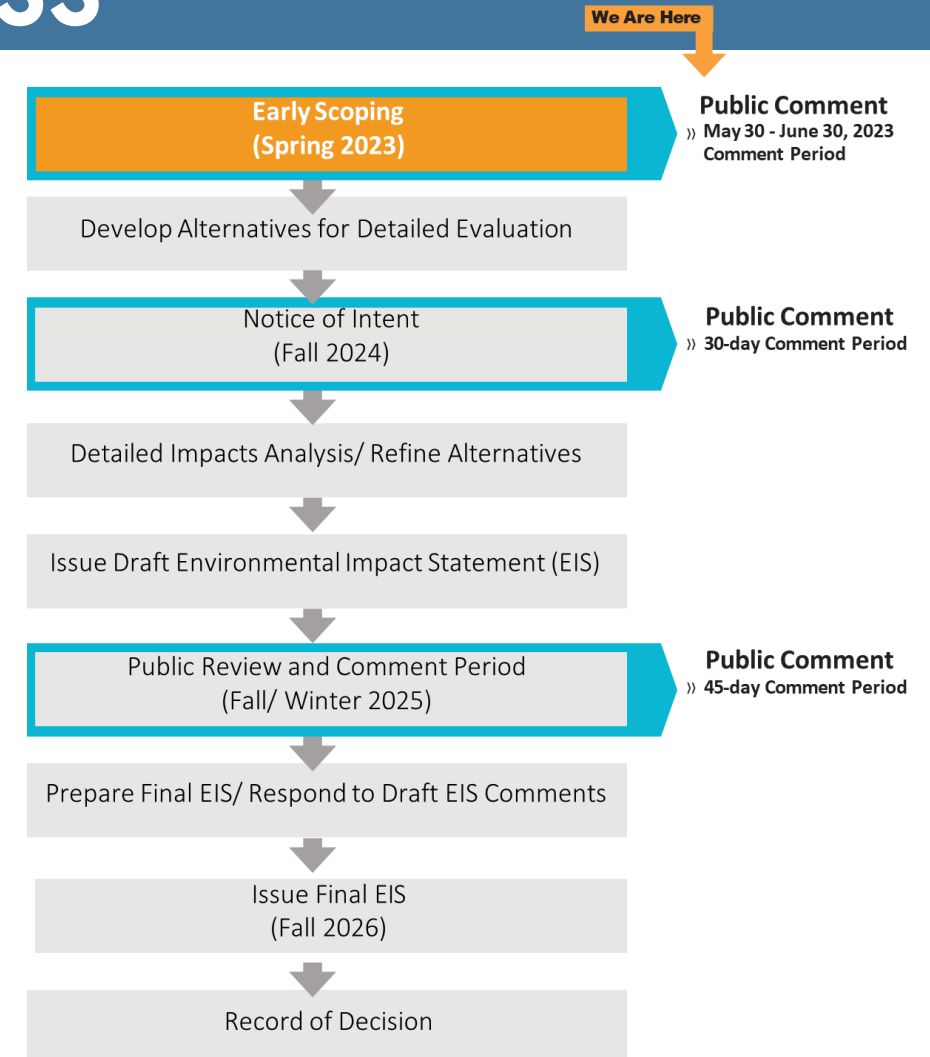 SS
We Are Here
Early Scoping
(Spring 2023)
Public Comment
» May 30 - June 30, 2023
Comment Period
Develop Alternatives for Detailed Evaluation
Notice of Intent
(Fall 2024)
Public Comment
» 30-day Comment Period
Detailed Impacts Analysis/ Refine Alternatives
Issue Draft Environmental Impact Statement (EIS)
Public Review and Comment Period
(Fall/ Winter 2025)
Public Comment
» 45-day Comment Period
Prepare Final EIS/ Respond to Draft EIS Comments
Issue Final EIS
(Fall 2026)
Record of Decision